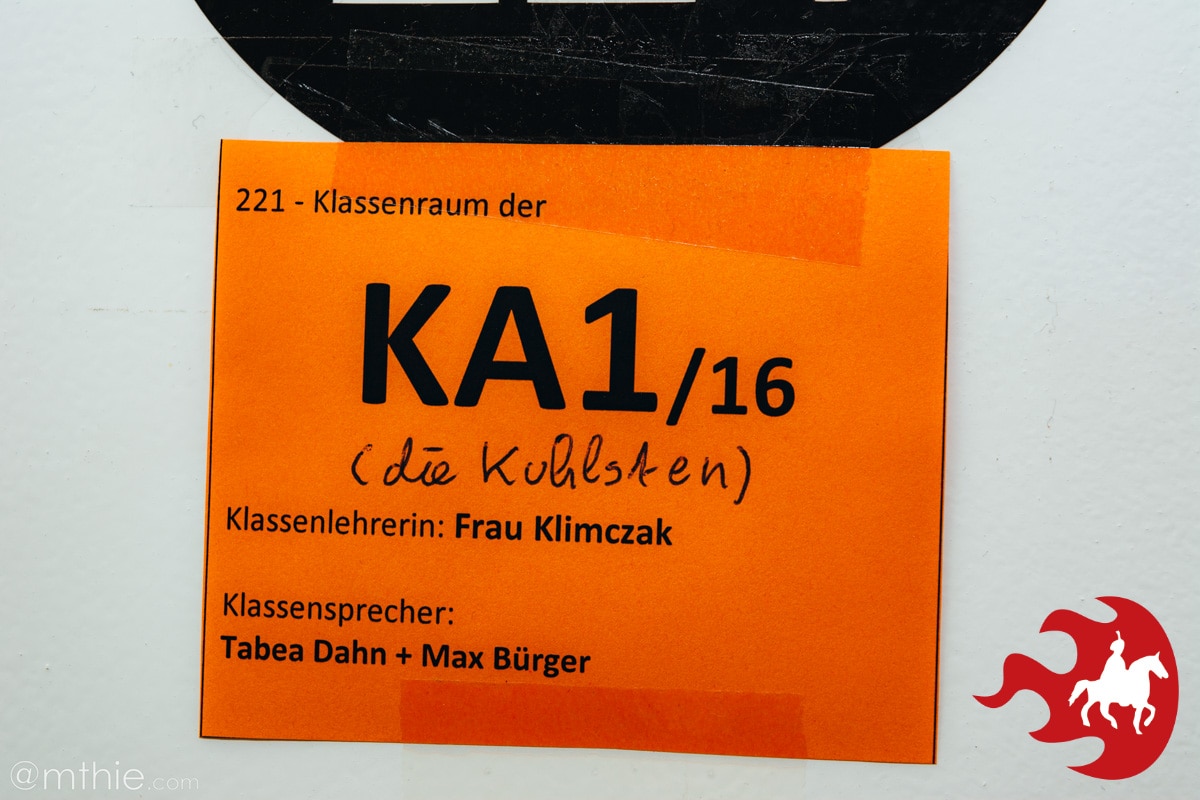 221 - Klassenraum der
KA1/16
(die Kuhlsten)
Klassenlehrerin: Frau Klimczak
Klassensprecher:
Tabea Dahn + Max Bürger
@mthie.com